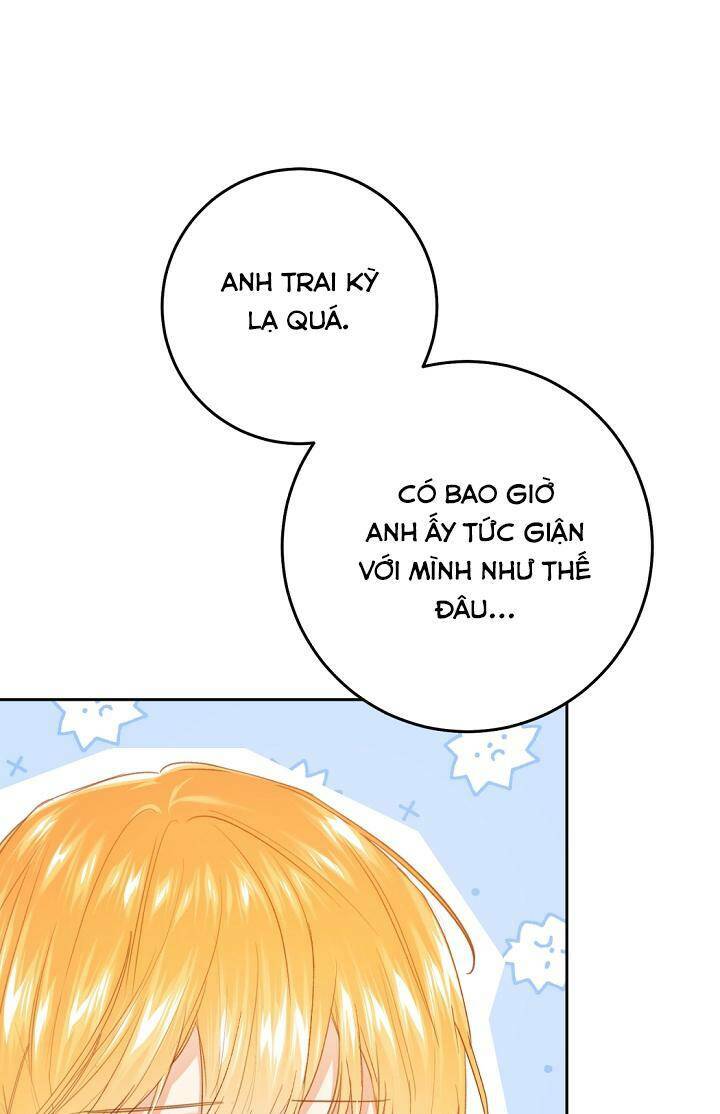 ANH TRAI KỲ
LẠ QUÁ.
CÓ BAO GIỜ
ANH ẤY TỨC GIẬN
VỚI MÌNH NHƯ THẾ
ĐÂU...